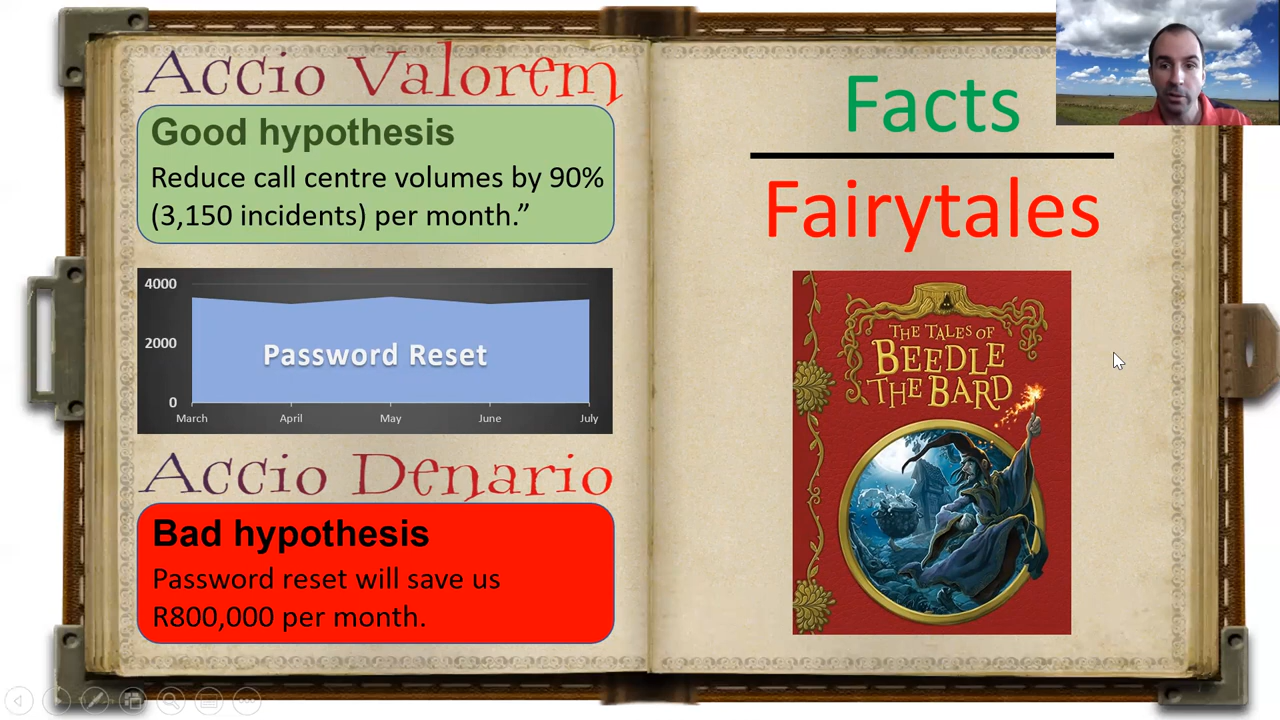 Accio Valorem
Good hypothesis
Reduce call centre volumes by 90%
(3,150 incidents) per month.”
4000
2000
0
Password Reset
March April May June July
Accio Denario
Bad hypothesis
Password reset will save us
R800,000 per month.
Facts
Fairytales
THE TALES OF
BEEDLE
THE BARD